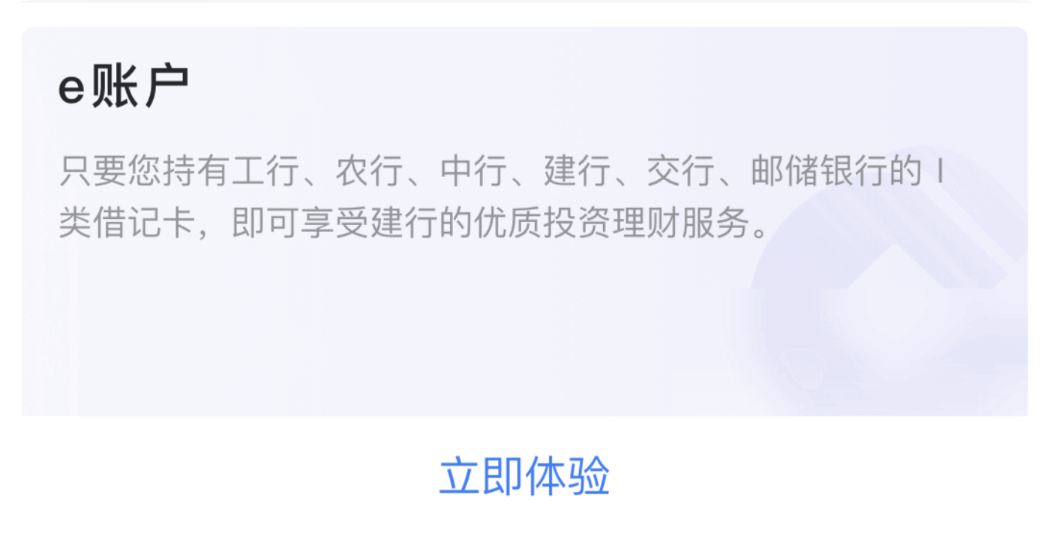 e账户
只要您持有工行、农行、中行、建行、交行、邮储银行的Ⅰ
类借记卡，即可享受建行的优质投资理财服务。
立即体验